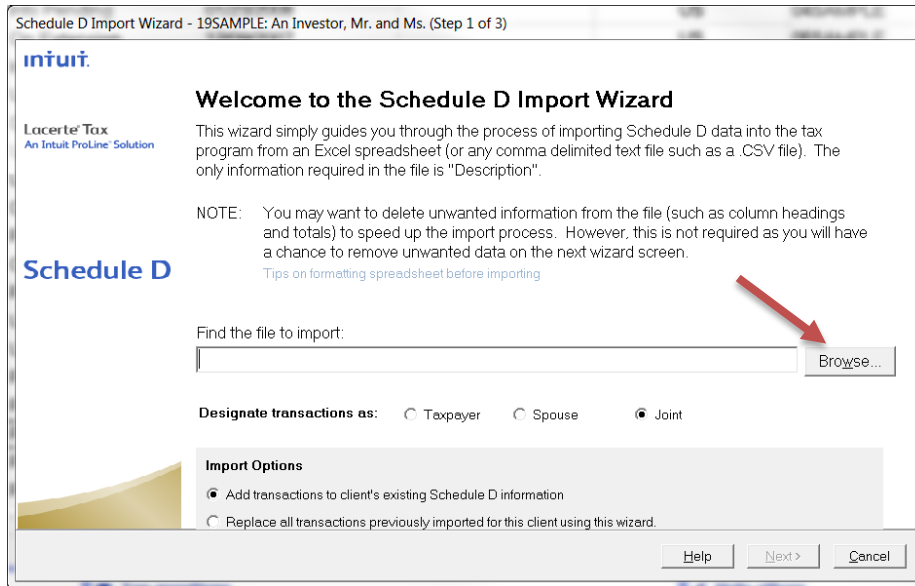 Schedule D Import Wizard - 19SAMPLE: An Investor, Mr. and Ms. (Step 1 of 3)
ıntuıt.
Lacerte® Tax
An Intuit ProLine® Solution
Schedule D
Welcome to the Schedule D Import Wizard
This wizard simply guides you through the process of importing Schedule D data into the tax
program from an Excel spreadsheet (or any comma delimited text file such as a .CSV file). The
only information required in the file is "Description".
NOTE: You may want to delete unwanted information from the file (such as column headings
and totals) to speed up the import process. However, this is not required as you will have
a chance to remove unwanted data on the next wizard screen.
Tips on formatting spreadsheet before importing
Find the file to import:
Browse...
Designate transactions as: Taxpayer Spouse Joint
Import Options
Add transactions to client's existing Schedule D information
Replace all transactions previously imported for this client using this wizard.
Help Next > Cancel